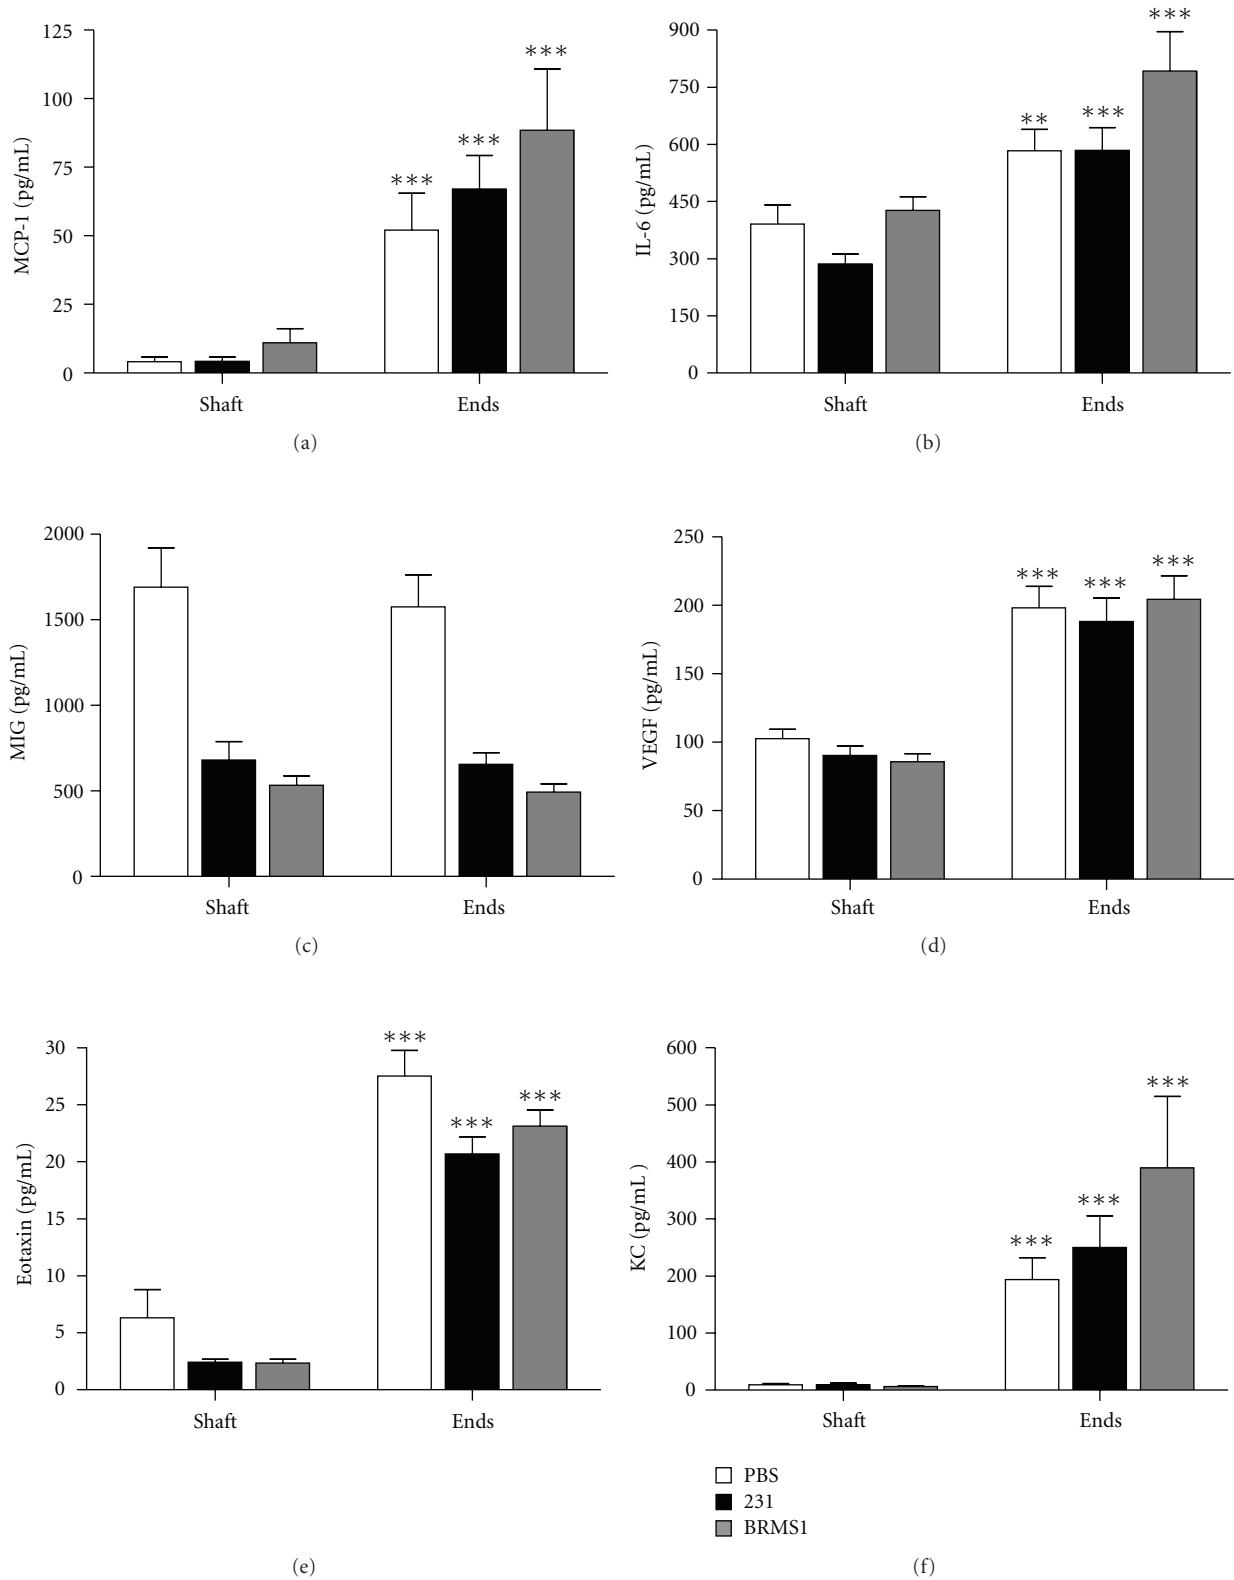 125
100
75
50
25
0
MCP-1 (pg/mL)
***
***
***
Shaft
Ends
(a)
900
750
600
450
300
150
0
IL-6 (pg/mL)
**
***
***
Shaft
Ends
(b)
2000
1500
1000
500
0
MIG (pg/mL)
Shaft
Ends
(c)
250
200
150
100
50
0
VEGF (pg/mL)
***
***
***
Shaft
Ends
(d)
30
25
20
15
10
5
0
Eotaxin (pg/mL)
***
***
***
Shaft
Ends
(e)
600
500
400
300
200
100
0
KC (pg/mL)
***
***
***
Shaft
Ends
PBS
231
BRMS1
(f)